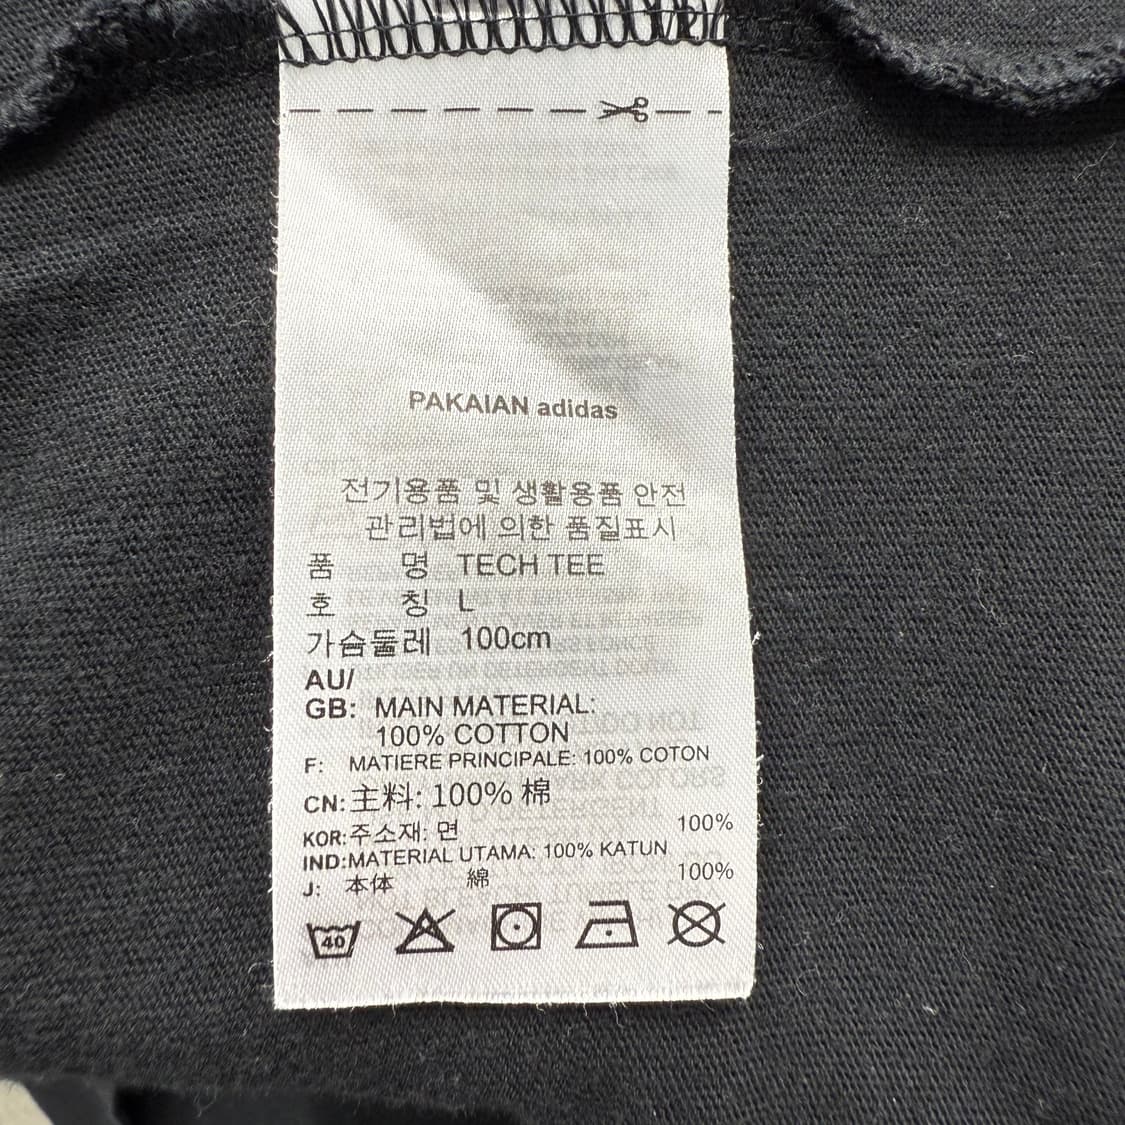 PAKAIAN adidas
전기용품 및 생활용품 안전
관리법에 의한 품질표시
품 명 TECH TEE
호 칭 L
가슴둘레 100cm
AU/
GB: MAIN MATERIAL:
100% COTTON
F: MATIERE PRINCIPALE: 100% COTON
CN: 主料: 100% 棉
KOR: 주소재: 면 100%
IND: MATERIAL UTAMA: 100% KATUN
J: 本体 綿 100%
40